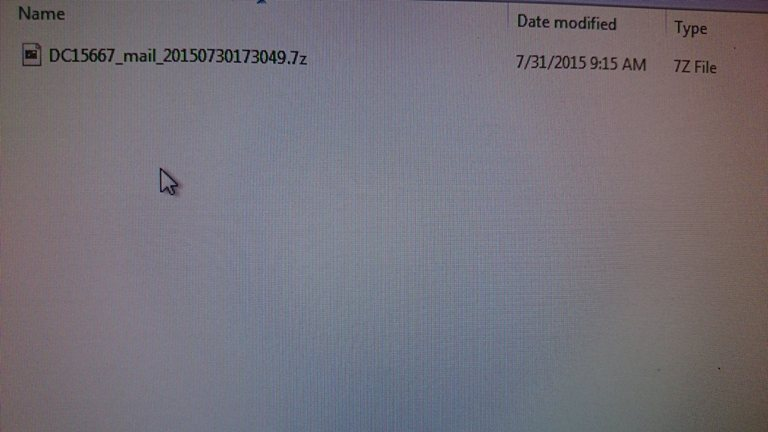 Name Date modified Type
DC15667_mail_20150730173049.7z 7/31/2015 9:15 AM 7Z File